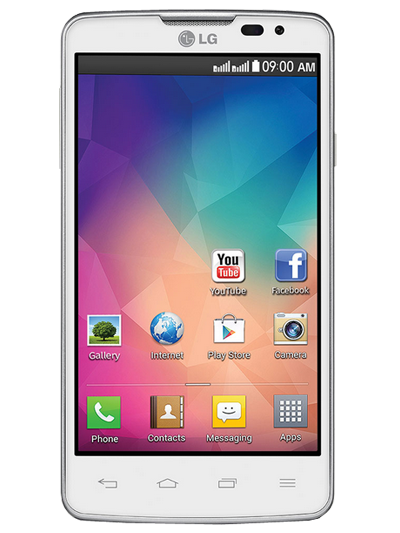 LG
09:00 AM
You
Tube
YouTube
Facebook
Gallery
Internet
Play Store
Camera
Phone
Contacts
Messaging
Apps